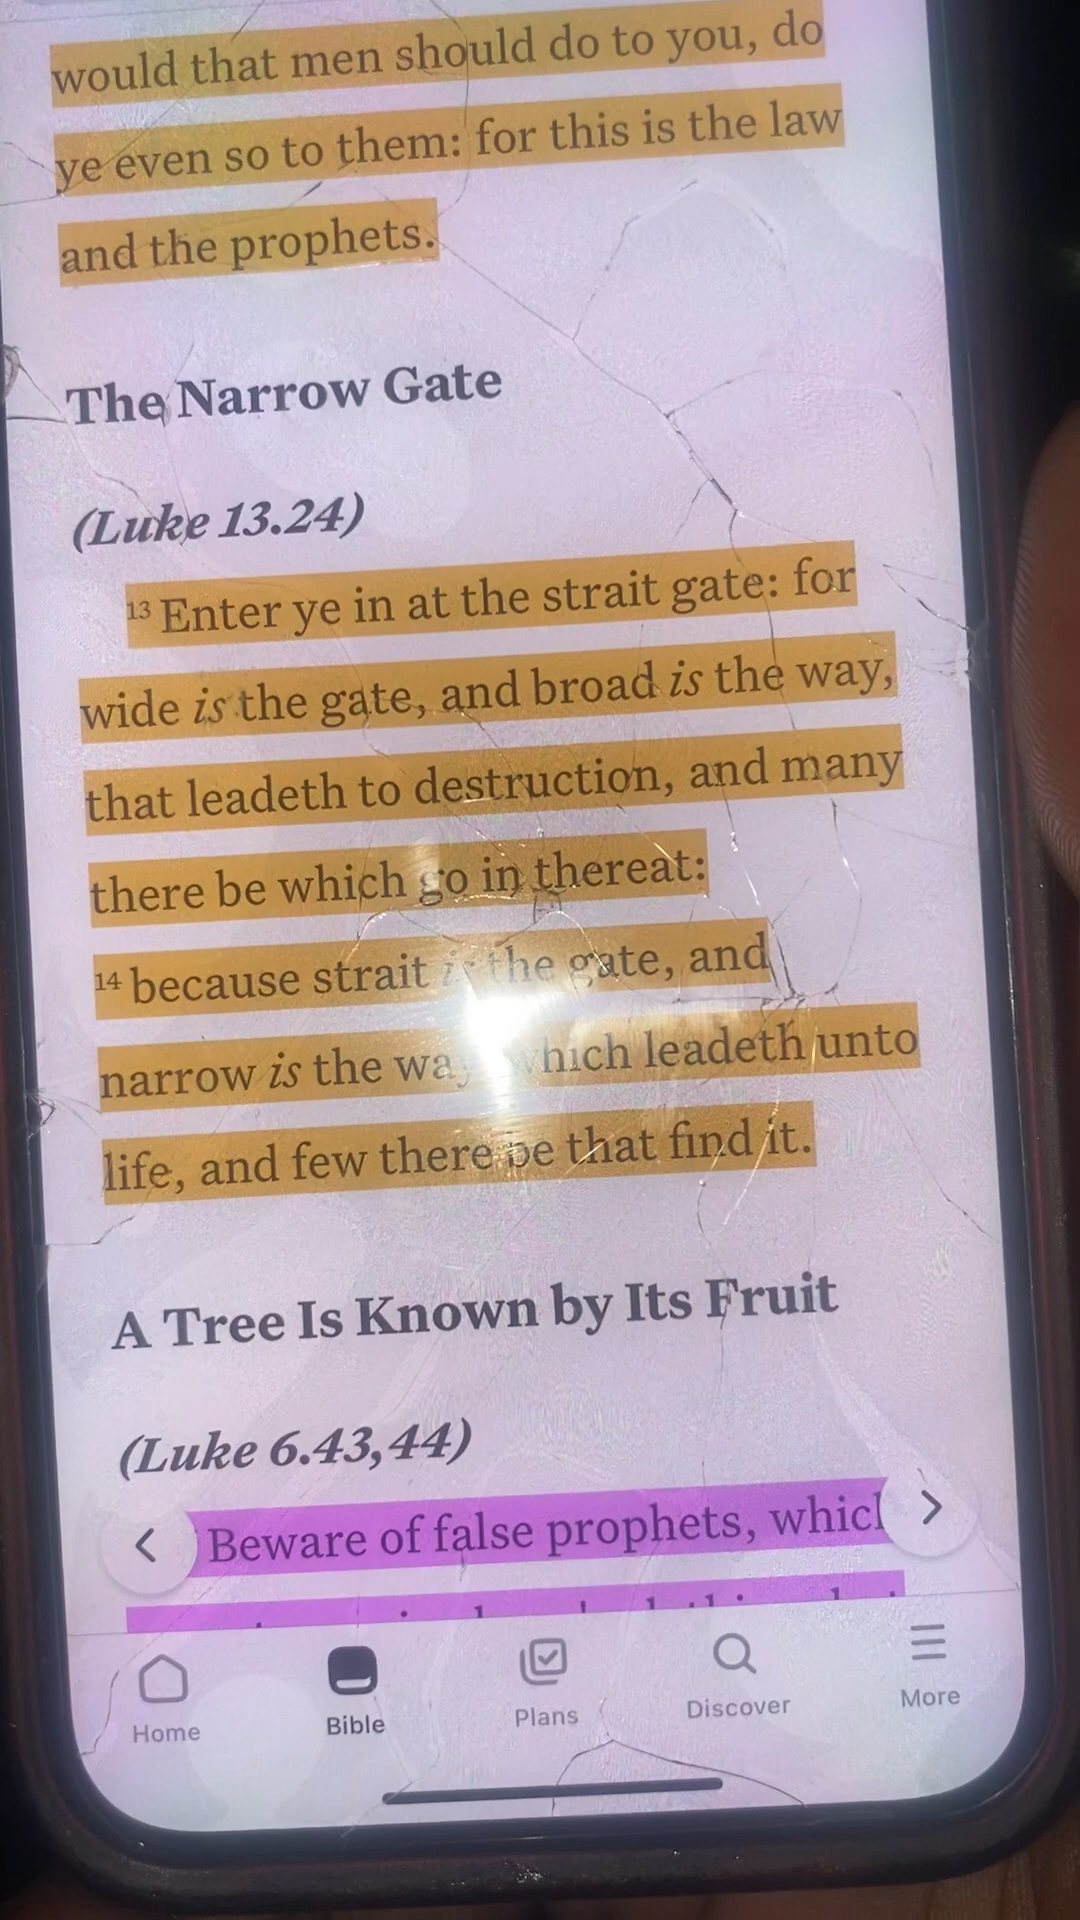 would that men should do to you, do
ye even so to them: for this is the law
and the prophets.
The Narrow Gate
(Luke 13.24)
13 Enter ye in at the strait gate: for
wide is the gate, and broad is the way,
that leadeth to destruction, and many
there be which go in thereat:
14 because strait is the gate, and
narrow is the way, which leadeth unto
life, and few there be that find it.
A Tree Is Known by Its Fruit
(Luke 6.43,44)
Beware of false prophets, which
Home
Bible
Plans
Discover
More